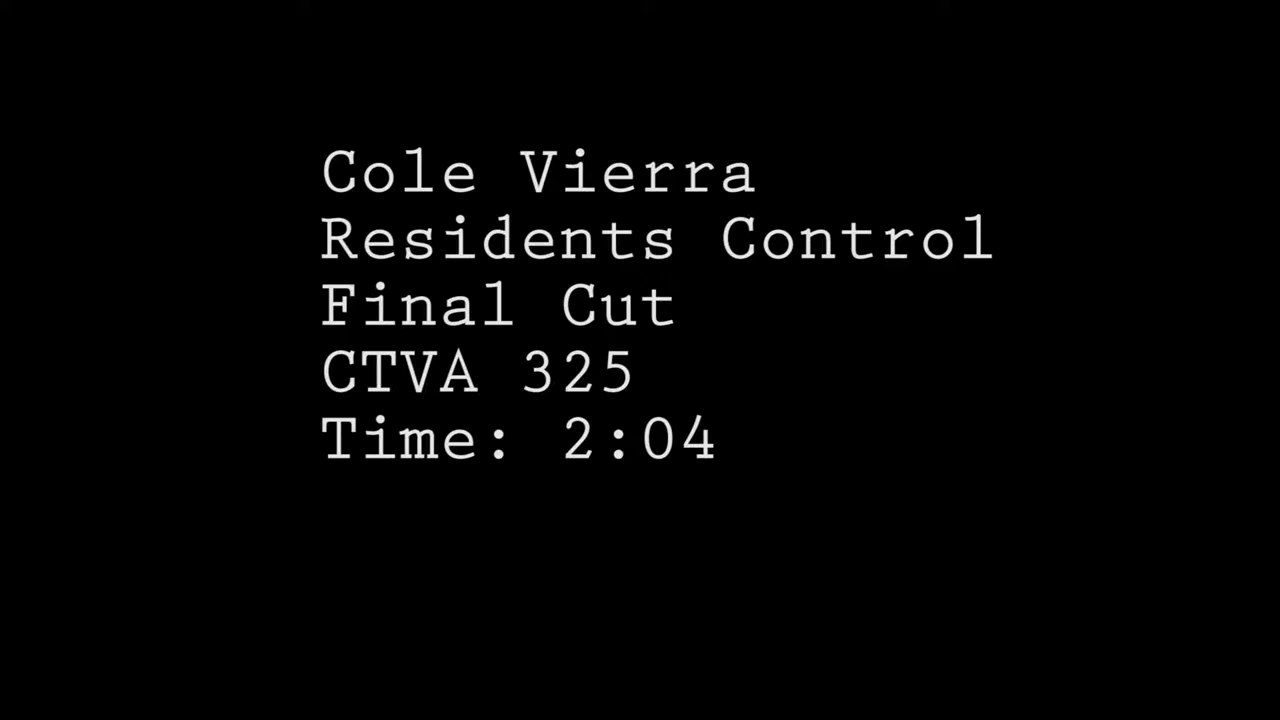 Cole Vierra
Residents Control
Final Cut
CTVA 325
Time: 2:04